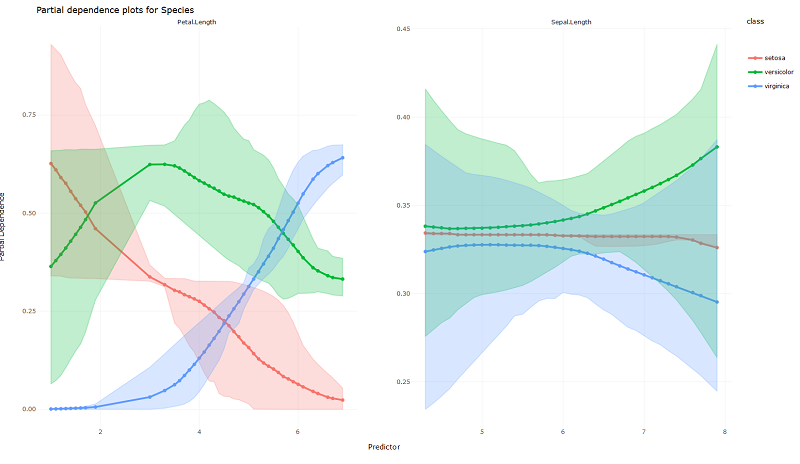 Partial dependence plots for Species
Petal.Length
Sepal.Length
class
setosa
versicolor
virginica
Partial Dependence
0.75
0.50
0.25
0.00
2
4
6
0.45
0.40
0.35
0.30
0.25
5
6
7
8
Predictor